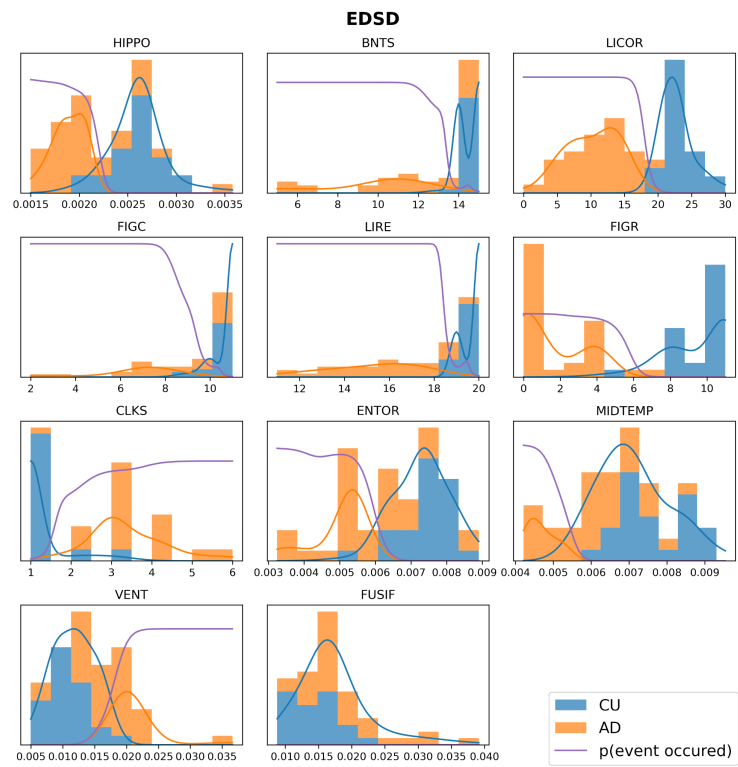 EDSD
HIPPO BNTS LICOR
0.0015 0.0020 0.0025 0.0030 0.0035 6 8 10 12 14 0 5 10 15 20 25 30
FIGC LIRE FIGR
2 4 6 8 10 12 14 16 18 20 0 2 4 6 8 10
CLKS ENTOR MIDTEMP
1 2 3 4 5 6 0.003 0.004 0.005 0.006 0.007 0.008 0.009 0.004 0.005 0.006 0.007 0.008 0.009
VENT FUSIF
0.005 0.010 0.015 0.020 0.025 0.030 0.035 0.010 0.015 0.020 0.025 0.030 0.035 0.040
CU
AD
p(event occured)